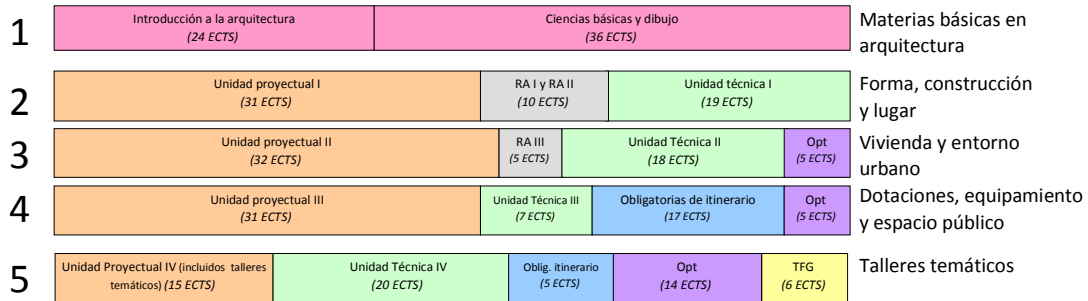 1
Introducción a la arquitectura
(24 ECTS)
Ciencias básicas y dibujo
(36 ECTS)
Materias básicas en
arquitectura
2
Unidad proyectual I
(31 ECTS)
RA I y RA II
(10 ECTS)
Unidad técnica I
(19 ECTS)
Forma, construcción
y lugar
3
Unidad proyectual II
(32 ECTS)
RA III
(5 ECTS)
Unidad Técnica II
(18 ECTS)
Opt
(5 ECTS)
Vivienda y entorno
urbano
4
Unidad proyectual III
(31 ECTS)
Unidad Técnica III
(7 ECTS)
Obligatorias de itinerario
(17 ECTS)
Opt
(5 ECTS)
Dotaciones, equipamiento
y espacio público
5
Unidad Proyectual IV (incluidos talleres
temáticos) (15 ECTS)
Unidad Técnica IV
(20 ECTS)
Oblig. itinerario
(5 ECTS)
Opt
(14 ECTS)
TFG
(6 ECTS)
Talleres temáticos